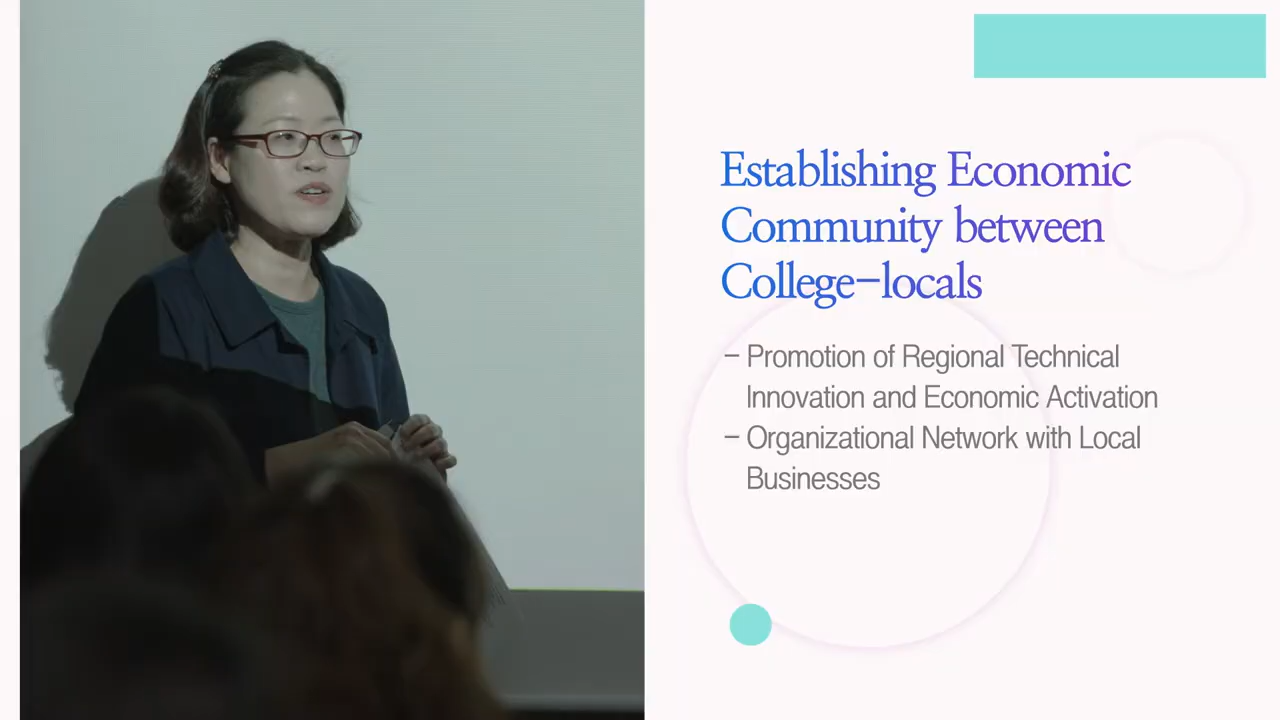 Establishing Economic
Community between
College-locals
- Promotion of Regional Technical
Innovation and Economic Activation
- Organizational Network with Local
Businesses